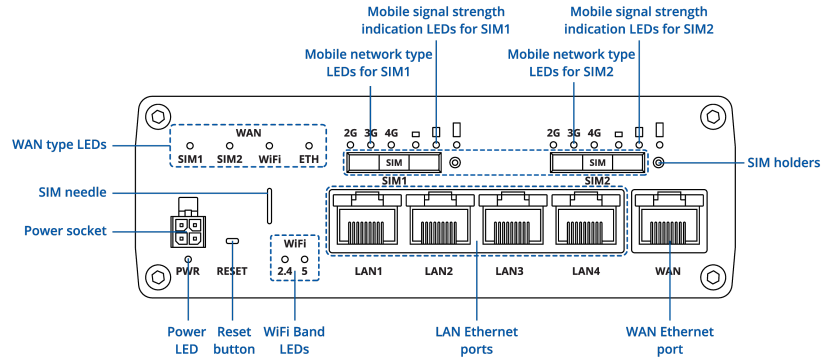 Mobile signal strength
indication LEDs for SIM1
Mobile signal strength
indication LEDs for SIM2
Mobile network type
LEDs for SIM1
Mobile network type
LEDs for SIM2
WAN type LEDs
WAN
SIM1 SIM2 WiFi ETH
2G 3G 4G
SIM
SIM1
2G 3G 4G
SIM
SIM2
SIM holders
SIM needle
Power socket
PWR
RESET
WiFi
2.4 5
LAN1 LAN2 LAN3 LAN4 WAN
Power
LED
Reset
button
WiFi Band
LEDs
LAN Ethernet
ports
WAN Ethernet
port